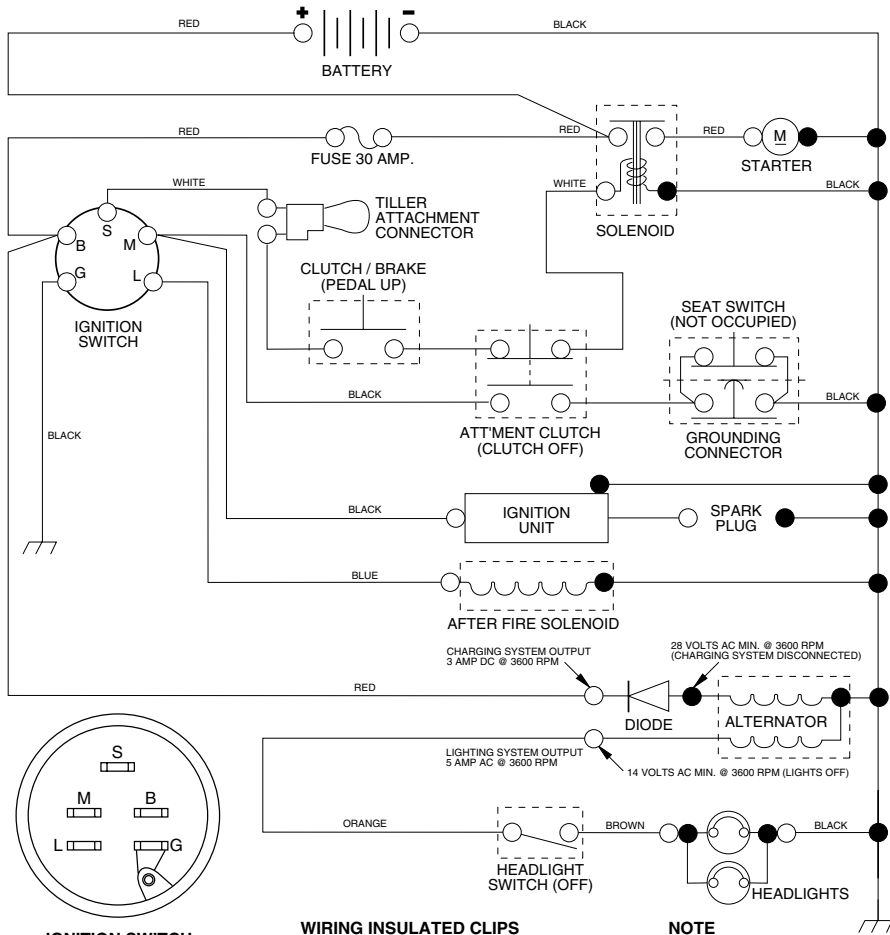 RED
+
-
BLACK
BATTERY
RED
RED
RED
M
FUSE 30 AMP.
STARTER
WHITE
WHITE
BLACK
TILLER
ATTACHMENT
CONNECTOR
SOLENOID
S
B
M
G
L
CLUTCH / BRAKE
(PEDAL UP)
IGNITION
SWITCH
SEAT SWITCH
(NOT OCCUPIED)
BLACK
BLACK
BLACK
ATT'MENT CLUTCH
(CLUTCH OFF)
GROUNDING
CONNECTOR
BLACK
IGNITION
UNIT
SPARK
PLUG
BLUE
AFTER FIRE SOLENOID
CHARGING SYSTEM OUTPUT
3 AMP DC @ 3600 RPM
28 VOLTS AC MIN. @ 3600 RPM
(CHARGING SYSTEM DISCONNECTED)
RED
DIODE
ALTERNATOR
LIGHTING SYSTEM OUTPUT
5 AMP AC @ 3600 RPM
14 VOLTS AC MIN. @ 3600 RPM (LIGHTS OFF)
S
M
B
L
G
ORANGE
BROWN
BLACK
HEADLIGHT
SWITCH (OFF)
HEADLIGHTS
IGNITION SWITCH
WIRING INSULATED CLIPS
NOTE